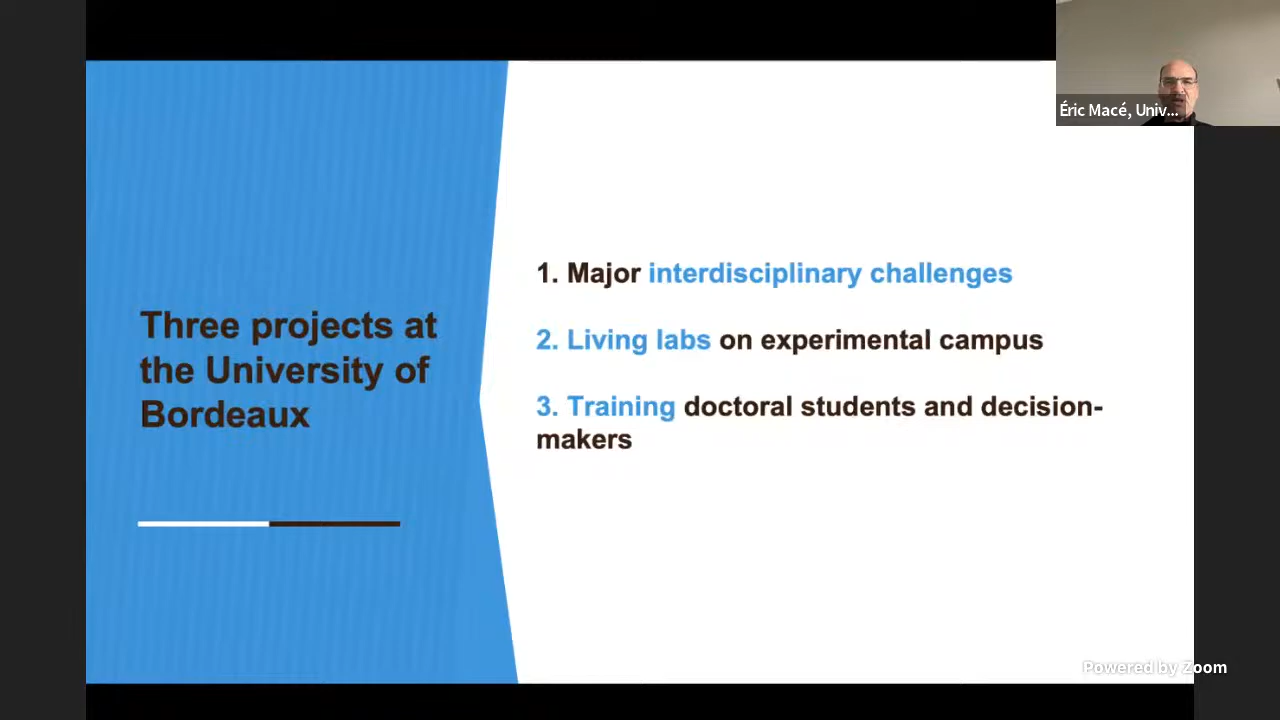 Éric Macé, Univ...
Three projects at
the University of
Bordeaux
1. Major interdisciplinary challenges
2. Living labs on experimental campus
3. Training doctoral students and decision-
makers
Powered by Zoom